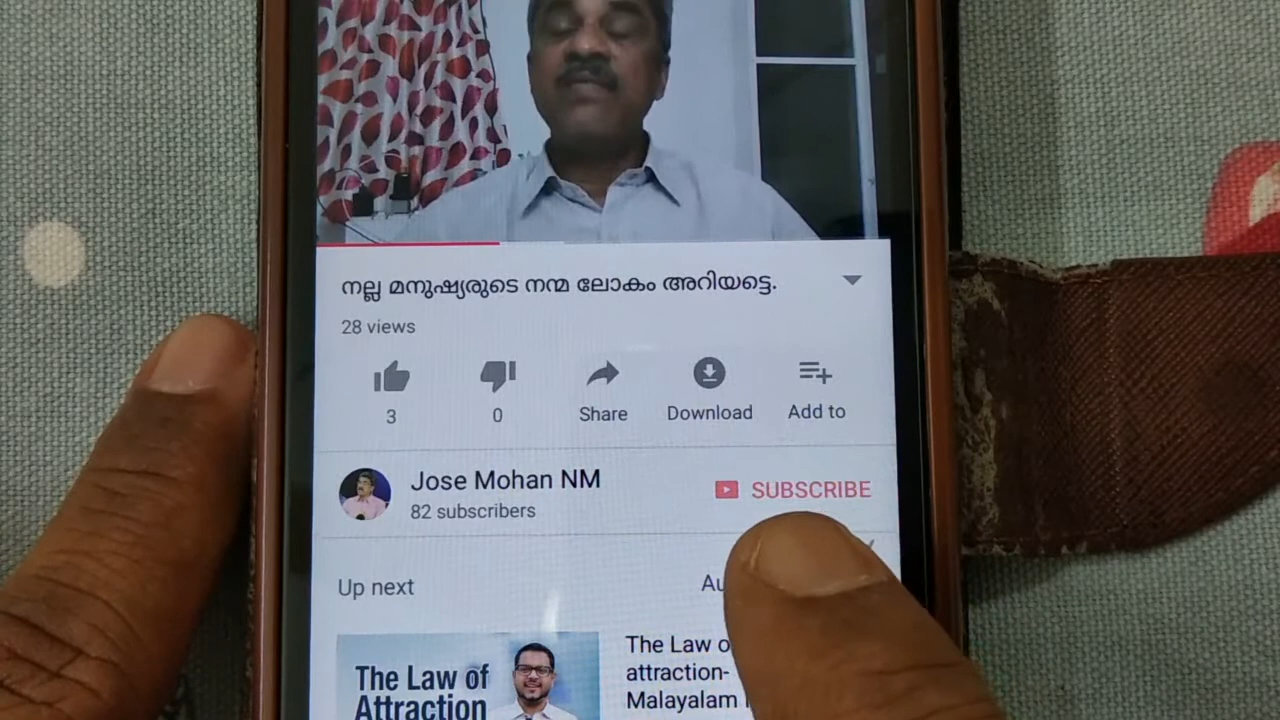 നല്ല മനുഷ്യരുടെ നന്മ ലോകം അറിയട്ടെ.
28 views
3 0 Share Download Add to
Jose Mohan NM SUBSCRIBE
82 subscribers
Up next
The Law of
Attraction
The Law
attraction-
Malayalam